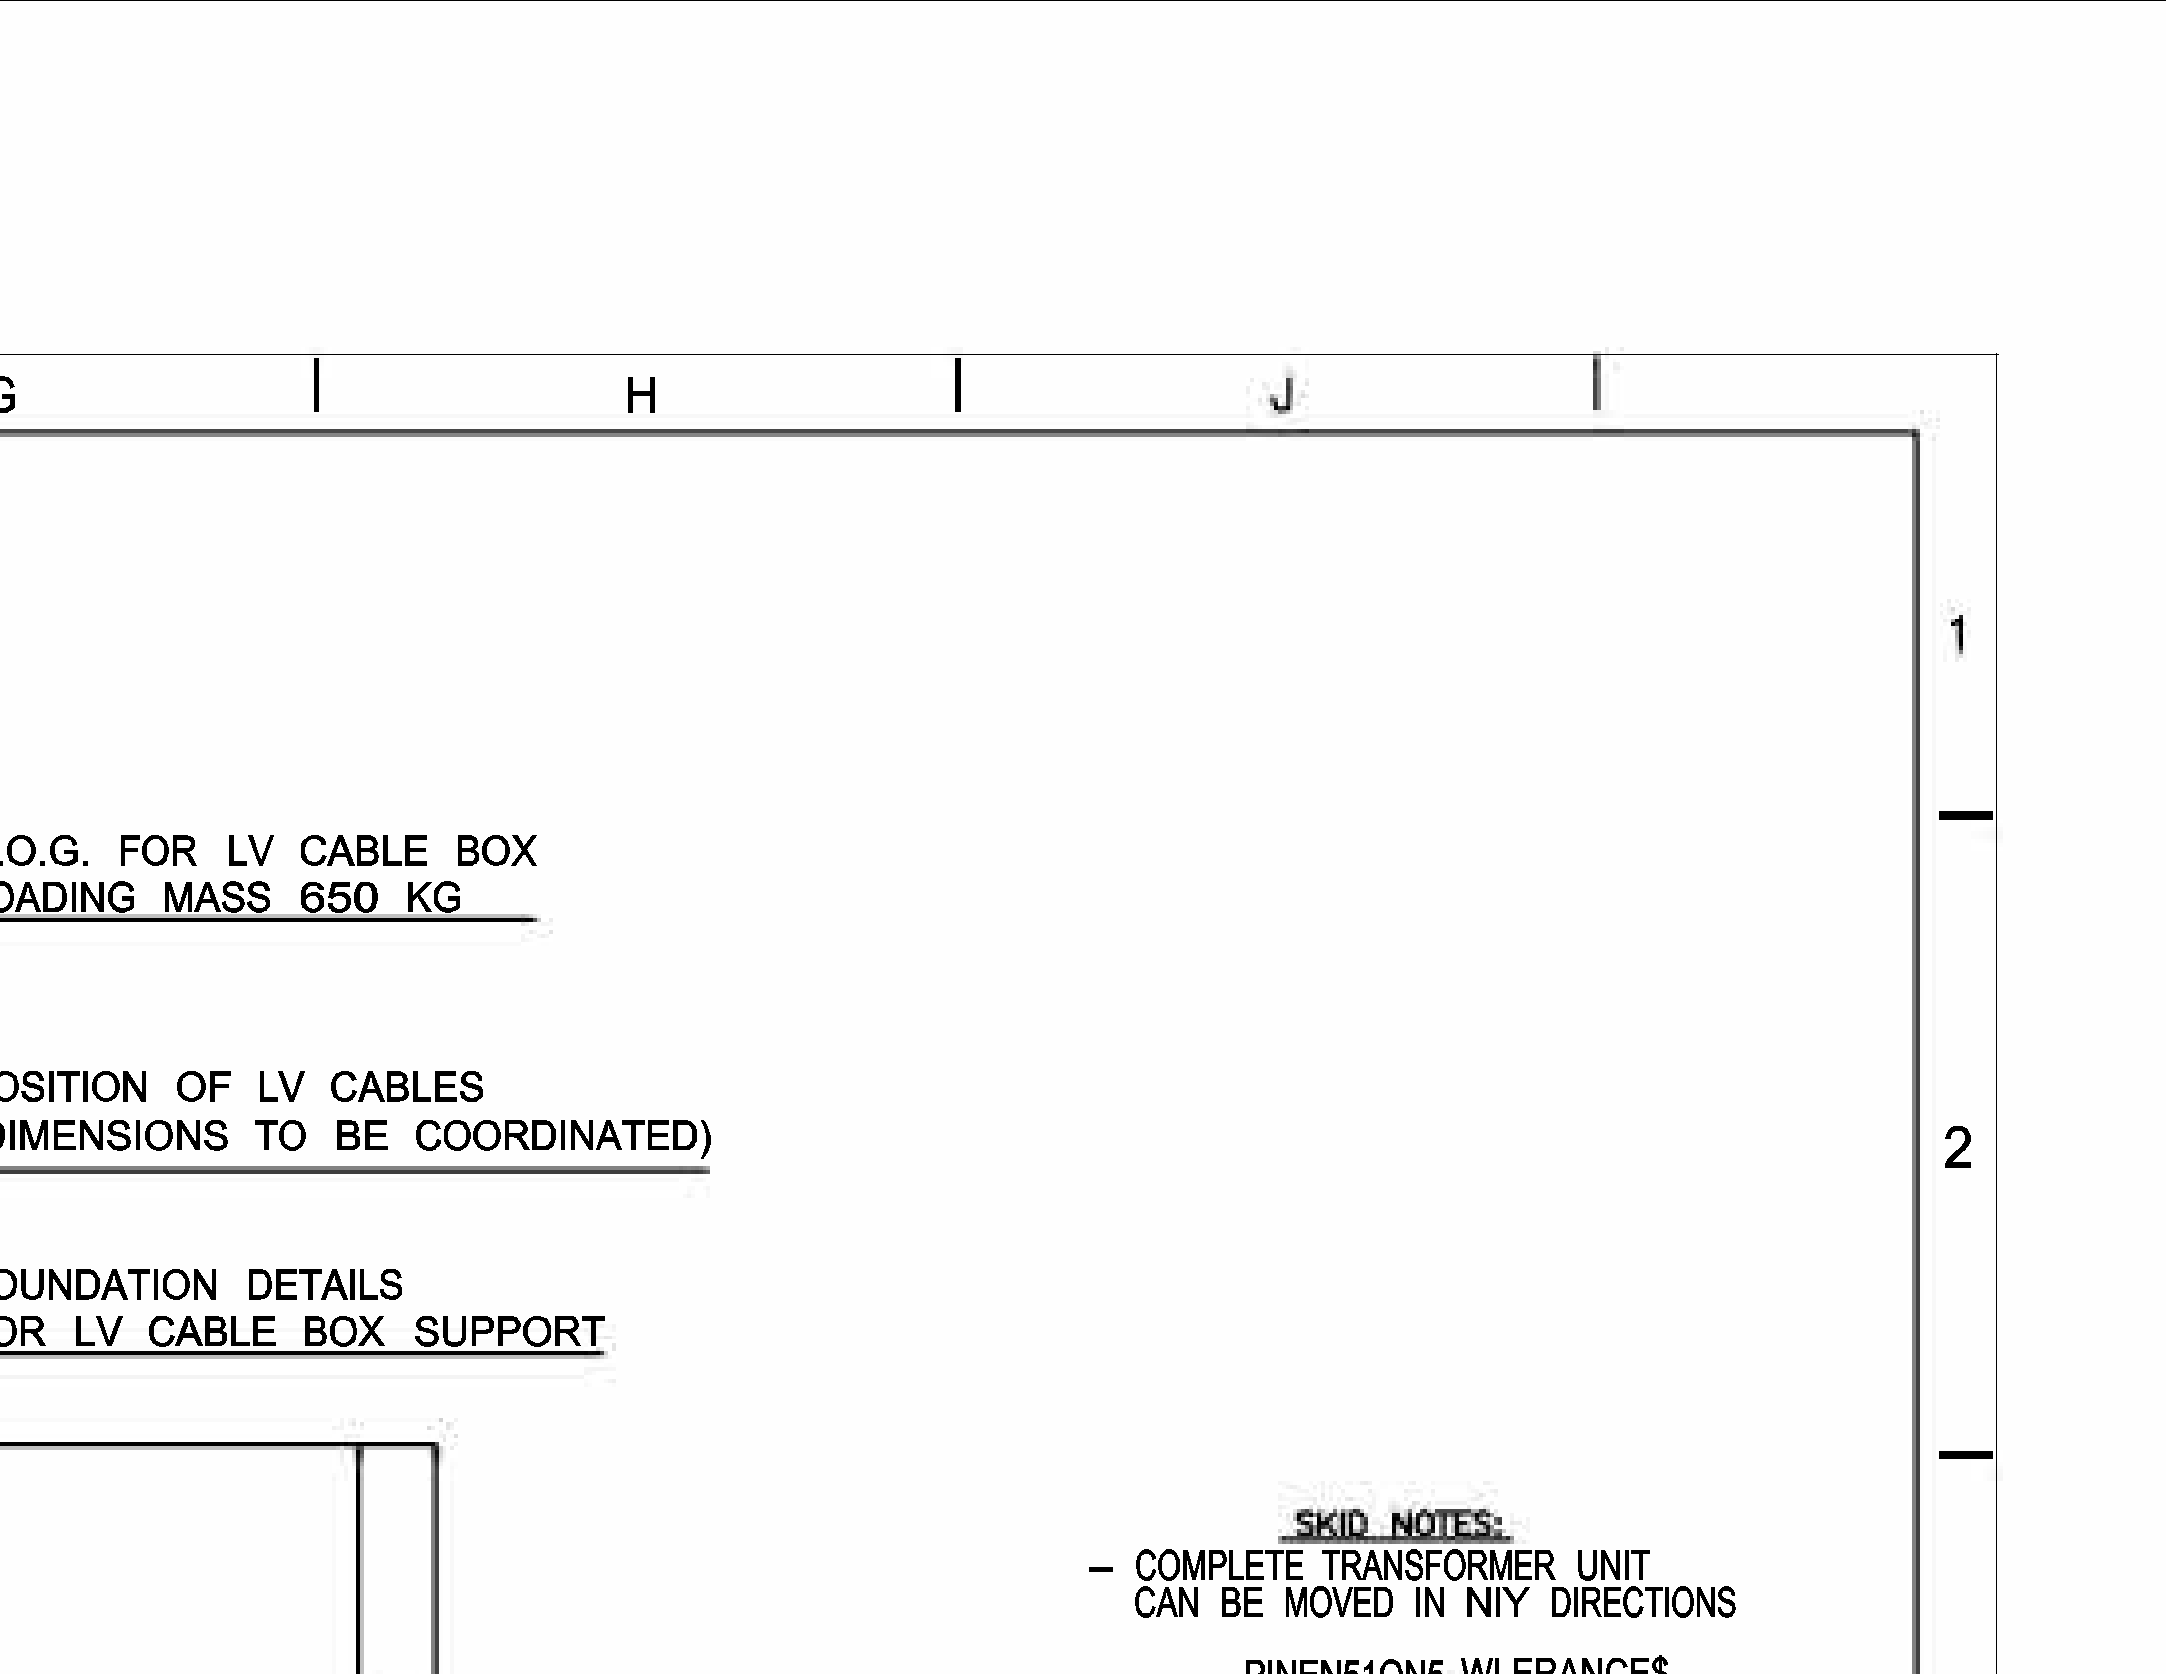 G H J
1
.O.G. FOR LV CABLE BOX
OADING MASS 650 KG
OSITION OF LV CABLES
DIMENSIONS TO BE COORDINATED)
2
OUNDATION DETAILS
OR LV CABLE BOX SUPPORT
SKID NOTES:
– COMPLETE TRANSFORMER UNIT
CAN BE MOVED IN NIY DIRECTIONS